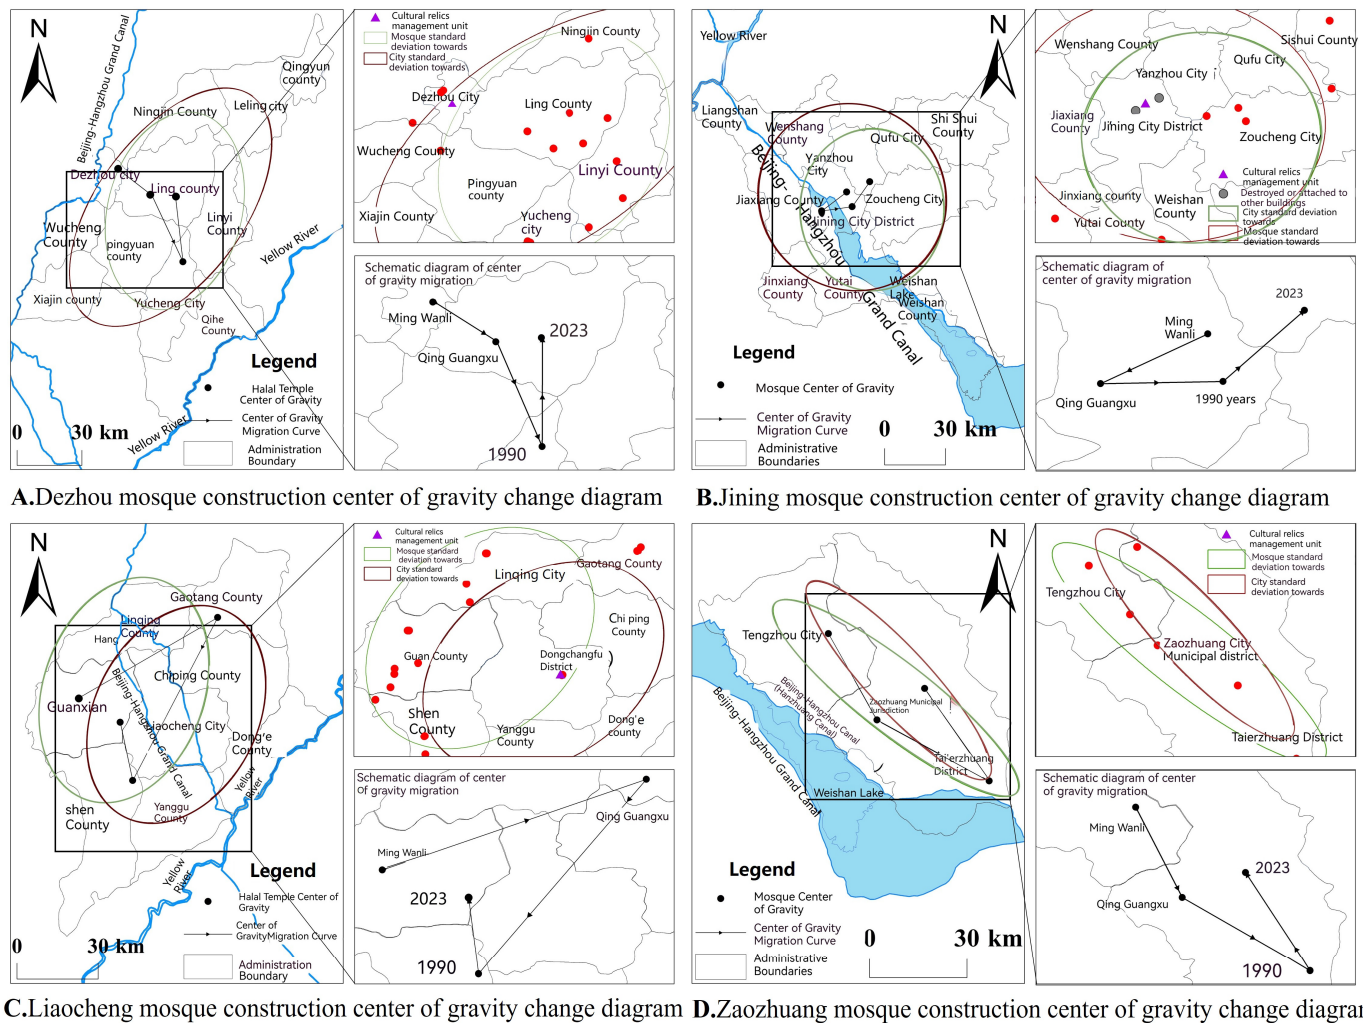 N
Beijing-Hangzhou Grand Canal
Qingyun
county
Ningjin County
Leling city
Dezhou city
Ling county
Linyi
County
Wucheng
County
pingyuan
county
Yellow River
Xiajin county
Yucheng City
Qihe
County
Legend
Halal Temple
Center of Gravity
Center of Gravity
Migration Curve
Administration
Boundary
0
30 km
Yellow River
Cultural relics
management unit
Mosque standard
deviation towards
City standard
deviation towards
Ningjin County
Dezhou City
Ling County
Wucheng County
Linyi County
Pingyuan
county
Xiajin County
Yucheng
city
Schematic diagram of center
of gravity migration
Ming Wanli
Qing Guangxu
2023
1990
A.Dezhou mosque construction center of gravity change diagram
Yellow River
N
Liangshan
County
Wenshang
County
Shi Shui
County
Qufu City
Yanzhou
City
Beijing-
Hangzhou
Grand Canal
Jiaxiang County
Zoucheng City
Jining City District
Jinxiang
County
Yutai
County
Weishan
Lake
Weishan
County
Legend
Mosque Center of Gravity
Center of Gravity
Migration Curve
Administrative
Boundaries
0
30 km
Wenshang County
Sishui County
Qufu City
Yanzhou City
Jiaxiang
County
Jining City District
Zoucheng City
Cultural relics
management unit
Destroyed or attached to
other buildings
City standard deviation
towards
Mosque standard
deviation towards
Jinxiang county
Weishan
County
Yutai County
Schematic diagram of
center of gravity migration
2023
Ming
Wanli
Qing Guangxu
1990 years
B.Jining mosque construction center of gravity change diagram
N
Gaotang County
Linqing
County
Hang
Chiping County
Guanxian
Beijing-Hangzhou Grand Canal
Liaocheng City
Dong'e
County
Yellow
River
shen
County
Yanggu
County
Yellow
River
Legend
Halal Temple Center of
Gravity
Center of
GravityMigration Curve
Administration
Boundary
0
30 km
Cultural relics
management unit
Mosque standard
deviation towards
City standard
deviation towards
Linqing City
Gaotang County
Chi ping
County
Guan County
Dongchangfu
District
Shen
County
Yanggu
County
Dong'e
county
Schematic diagram of center
of gravity migration
Qing Guangxu
Ming Wanli
2023
1990
C.Liaocheng mosque construction center of gravity change diagram
N
Tengzhou City
Beijing-Hangzhou Canal
(Hanzhuang Canal)
Zaozhuang Municipal
Jurisdiction
Beijing-Hangzhou Grand Canal
Tai'erzhuang
District
Weishan Lake
Legend
Mosque Center
of Gravity
Center of Gravity
Migration Curve
Administrative
Boundaries
0
30 km
Cultural relics
management unit
Mosque standard
deviation towards
City standard
deviation towards
Tengzhou City
Zaozhuang City
Municipal district
Taierzhuang District
Schematic diagram of center
of gravity migration
Ming Wanli
Qing Guangxu
2023
1990
D.Zaozhuang mosque construction center of gravity change diagra